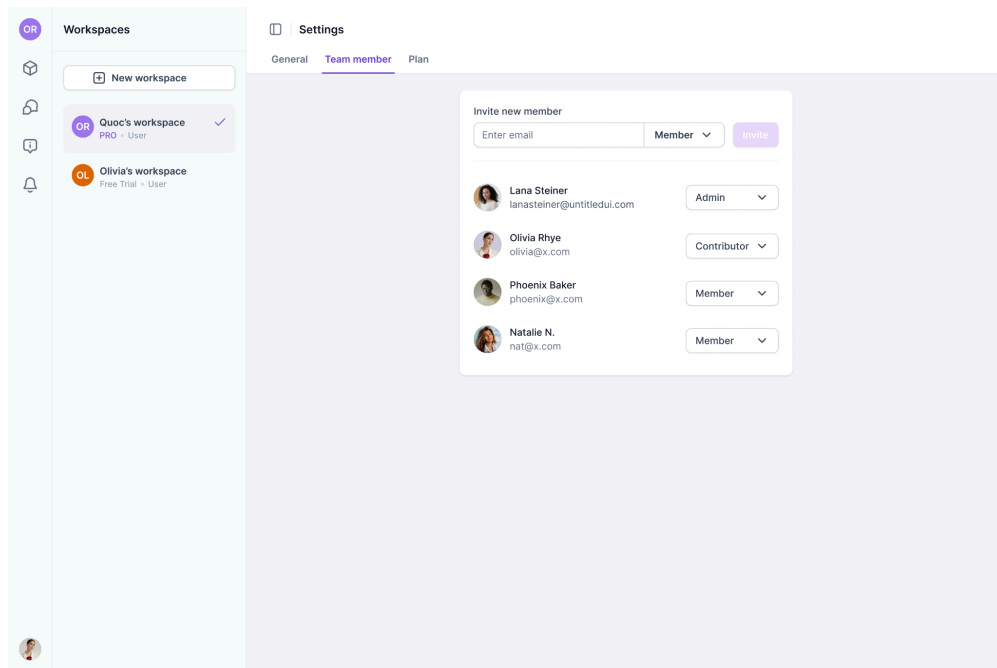 OR
Workspaces
New workspace
OR
Quoc's workspace
PRO • User
OL
Olivia's workspace
Free Trial • User
Settings
General
Team member
Plan
Invite new member
Enter email
Member
Invite
Lana Steiner
lanasteiner@untitledui.com
Admin
Olivia Rhye
olivia@x.com
Contributor
Phoenix Baker
phoenix@x.com
Member
Natalie N.
nat@x.com
Member